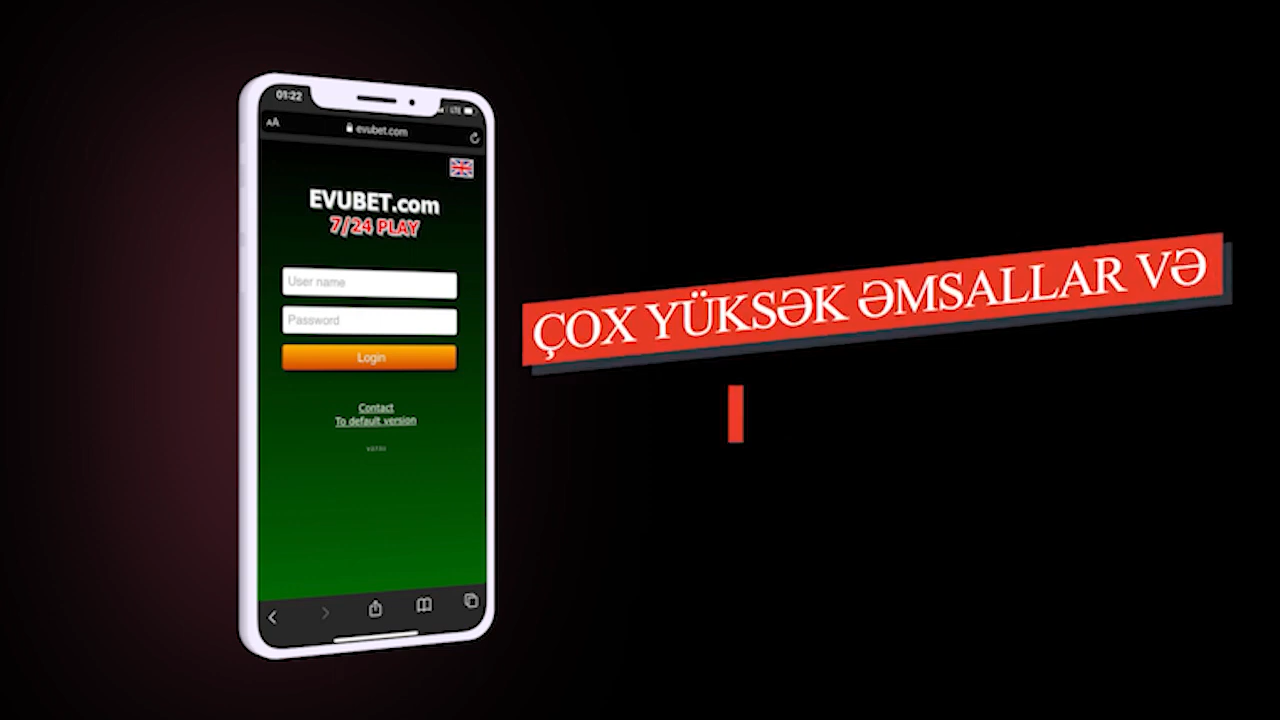 01:22
LTE
AA
evubet.com
EVUBET.com
7/24 PLAY
User name
Password
Login
Contact
To default version
ÇOX YÜKSƏK ƏMSALLAR VƏ